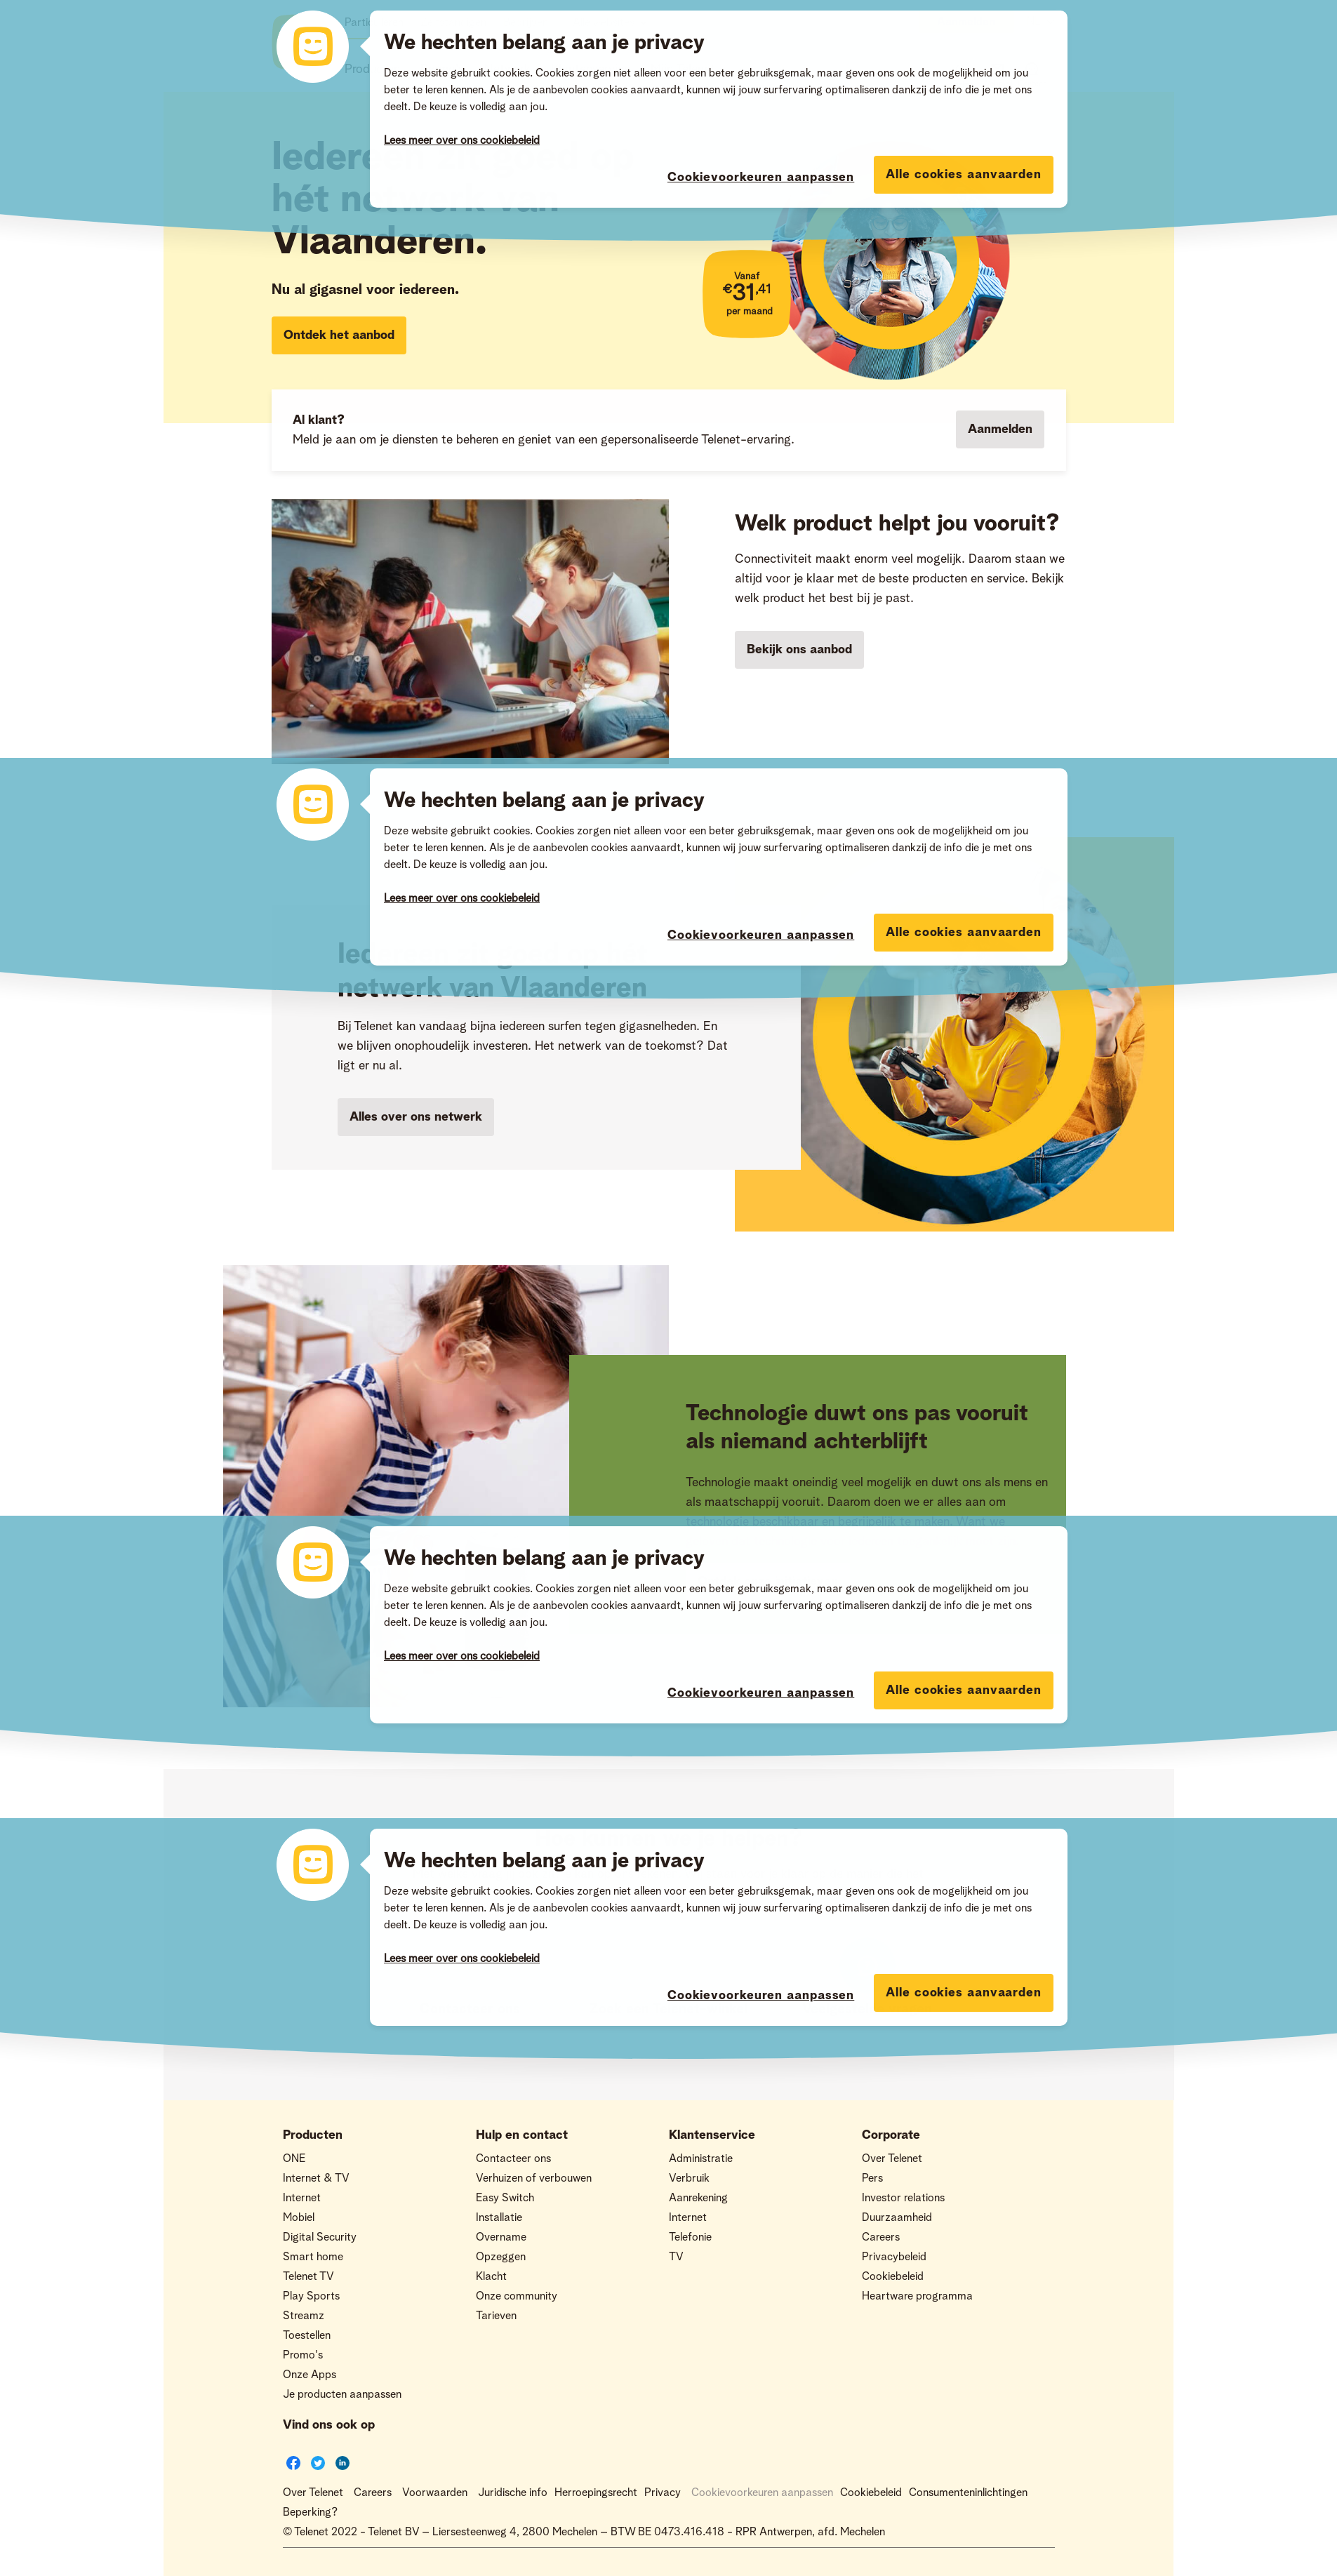 We hechten belang aan je privacy
Deze website gebruikt cookies. Cookies zorgen niet alleen voor een beter gebruiksgemak, maar geven ons ook de mogelijkheid om jou
beter te leren kennen. Als je de aanbevolen cookies aanvaardt, kunnen wij jouw surfervaring optimaliseren dankzij de info die je met ons
deelt. De keuze is volledig aan jou.
Lees meer over ons cookiebeleid
Cookievoorkeuren aanpassen
Alle cookies aanvaarden
hét netwerk van
Vlaanderen.
Nu al gigasnel voor iedereen.
Ontdek het aanbod
Vanaf
€31,41
per maand
Al klant?
Meld je aan om je diensten te beheren en geniet van een gepersonaliseerde Telenet-ervaring.
Aanmelden
Welk product helpt jou vooruit?
Connectiviteit maakt enorm veel mogelijk. Daarom staan we
altijd voor je klaar met de beste producten en service. Bekijk
welk product het best bij je past.
Bekijk ons aanbod
We hechten belang aan je privacy
Deze website gebruikt cookies. Cookies zorgen niet alleen voor een beter gebruiksgemak, maar geven ons ook de mogelijkheid om jou
beter te leren kennen. Als je de aanbevolen cookies aanvaardt, kunnen wij jouw surfervaring optimaliseren dankzij de info die je met ons
deelt. De keuze is volledig aan jou.
Lees meer over ons cookiebeleid
Cookievoorkeuren aanpassen
Alle cookies aanvaarden
netwerk van Vlaanderen
Bij Telenet kan vandaag bijna iedereen surfen tegen gigasnelheden. En
we blijven onophoudelijk investeren. Het netwerk van de toekomst? Dat
ligt er nu al.
Alles over ons netwerk
Technologie duwt ons pas vooruit
als niemand achterblijft
Technologie maakt oneindig veel mogelijk en duwt ons als mens en
als maatschappij vooruit. Daarom doen we er alles aan om
technologie beschikbaar en begrijpelijk te maken. Want we
We hechten belang aan je privacy
Deze website gebruikt cookies. Cookies zorgen niet alleen voor een beter gebruiksgemak, maar geven ons ook de mogelijkheid om jou
beter te leren kennen. Als je de aanbevolen cookies aanvaardt, kunnen wij jouw surfervaring optimaliseren dankzij de info die je met ons
deelt. De keuze is volledig aan jou.
Lees meer over ons cookiebeleid
Cookievoorkeuren aanpassen
Alle cookies aanvaarden
We hechten belang aan je privacy
Deze website gebruikt cookies. Cookies zorgen niet alleen voor een beter gebruiksgemak, maar geven ons ook de mogelijkheid om jou
beter te leren kennen. Als je de aanbevolen cookies aanvaardt, kunnen wij jouw surfervaring optimaliseren dankzij de info die je met ons
deelt. De keuze is volledig aan jou.
Lees meer over ons cookiebeleid
Cookievoorkeuren aanpassen
Alle cookies aanvaarden
Producten
ONE
Internet & TV
Internet
Mobiel
Digital Security
Smart home
Telenet TV
Play Sports
Streamz
Toestellen
Promo's
Onze Apps
Je producten aanpassen
Hulp en contact
Contacteer ons
Verhuizen of verbouwen
Easy Switch
Installatie
Overname
Opzeggen
Klacht
Onze community
Tarieven
Klantenservice
Administratie
Verbruik
Aanrekening
Internet
Telefonie
TV
Corporate
Over Telenet
Pers
Investor relations
Duurzaamheid
Careers
Privacybeleid
Cookiebeleid
Heartware programma
Vind ons ook op
Over Telenet Careers Voorwaarden Juridische info Herroepingsrecht Privacy Cookievoorkeuren aanpassen Cookiebeleid Consumenteninlichtingen
Beperking?
© Telenet 2022 - Telenet BV – Liersesteenweg 4, 2800 Mechelen – BTW BE 0473.416.418 - RPR Antwerpen, afd. Mechelen